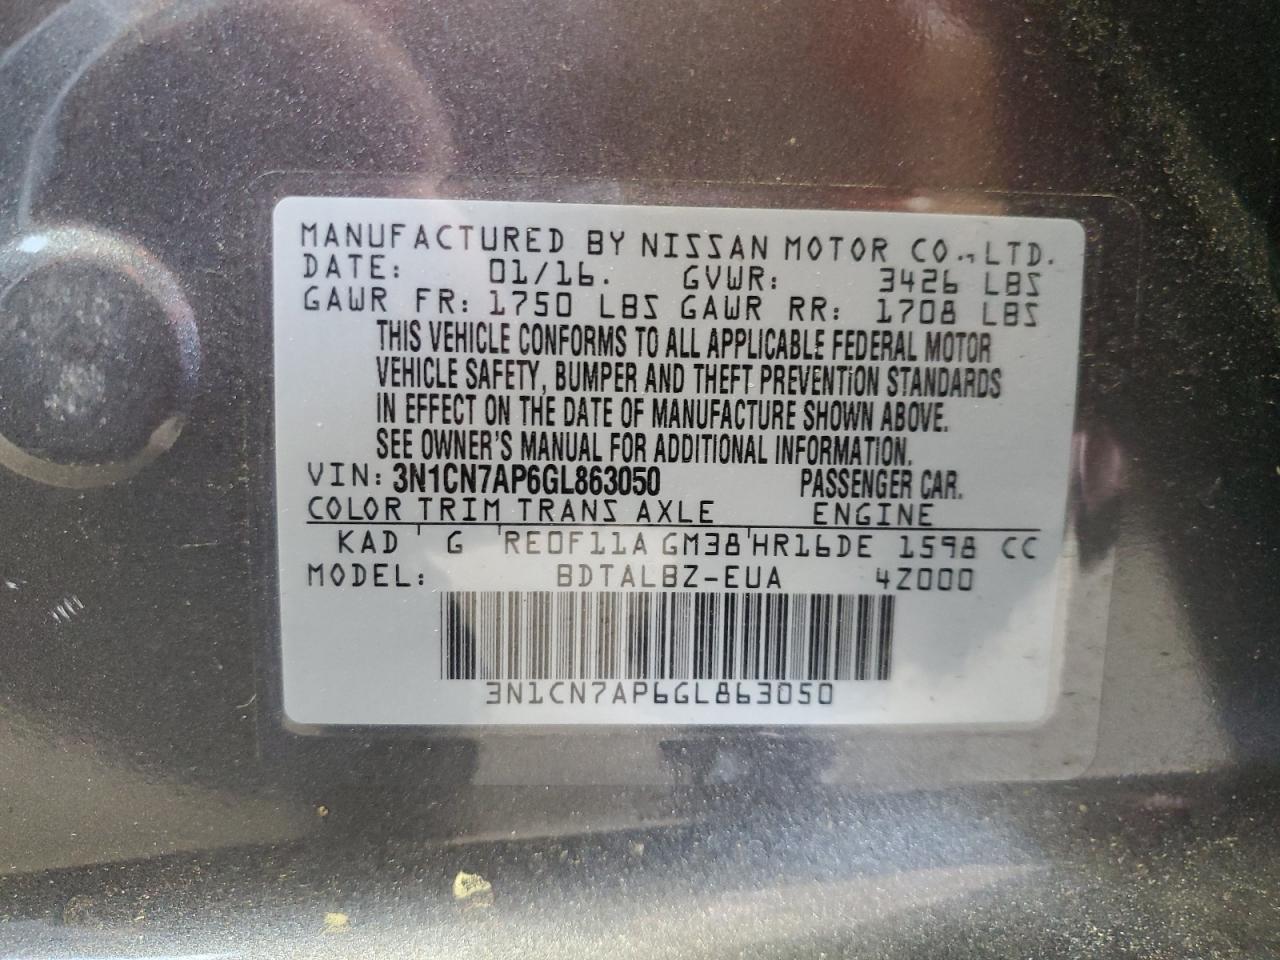 MANUFACTURED BY NISSAN MOTOR CO.,LTD.
DATE: 01/16. GVWR: 3426 LBS
GAWR FR: 1750 LBS GAWR RR: 1708 LBS
THIS VEHICLE CONFORMS TO ALL APPLICABLE FEDERAL MOTOR
VEHICLE SAFETY, BUMPER AND THEFT PREVENTION STANDARDS
IN EFFECT ON THE DATE OF MANUFACTURE SHOWN ABOVE.
SEE OWNER'S MANUAL FOR ADDITIONAL INFORMATION.
VIN: 3N1CN7AP6GL863050 PASSENGER CAR.
COLOR TRIM TRANS AXLE ENGINE
KAD G RE0F11A GM38 HR16DE 1598 CC
MODEL: BDTALBZ-EUA 4Z000
3N1CN7AP6GL863050